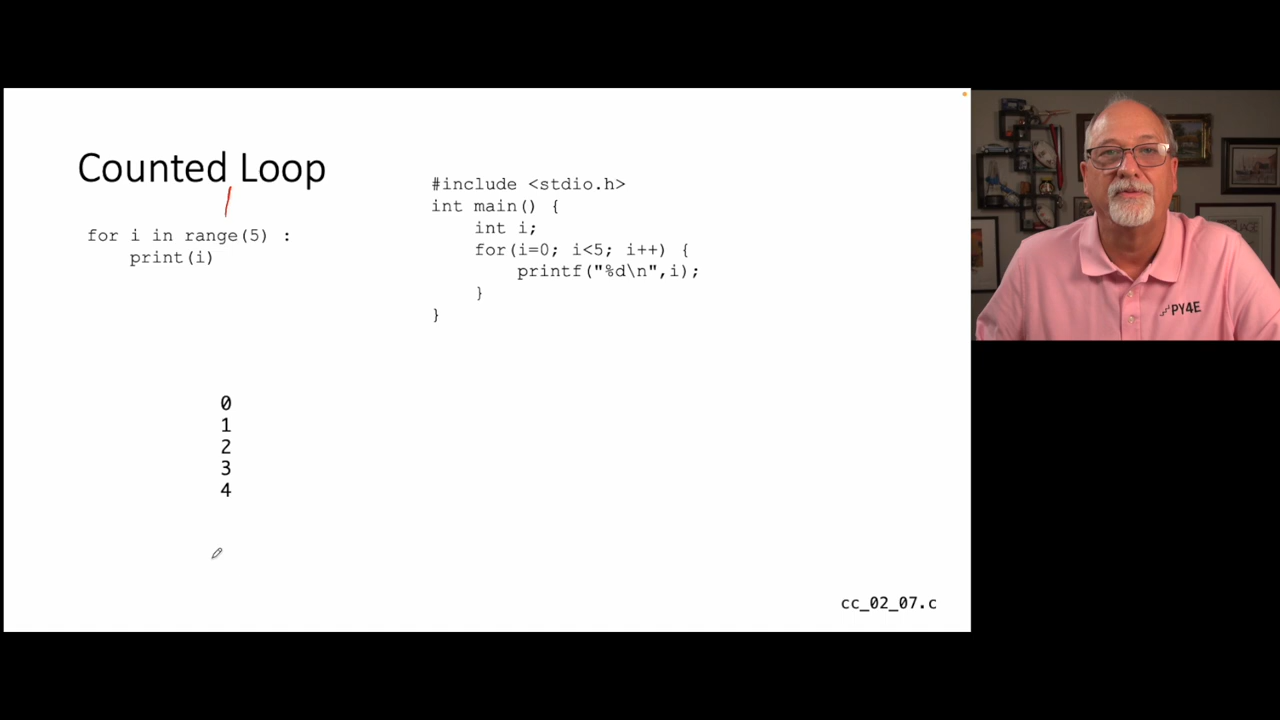 Counted Loop
for i in range(5) :
    print(i)
#include <stdio.h>
int main() {
    int i;
    for(i=0; i<5; i++) {
        printf("%d\n",i);
    }
}
0
1
2
3
4
cc_02_07.c
PY4E